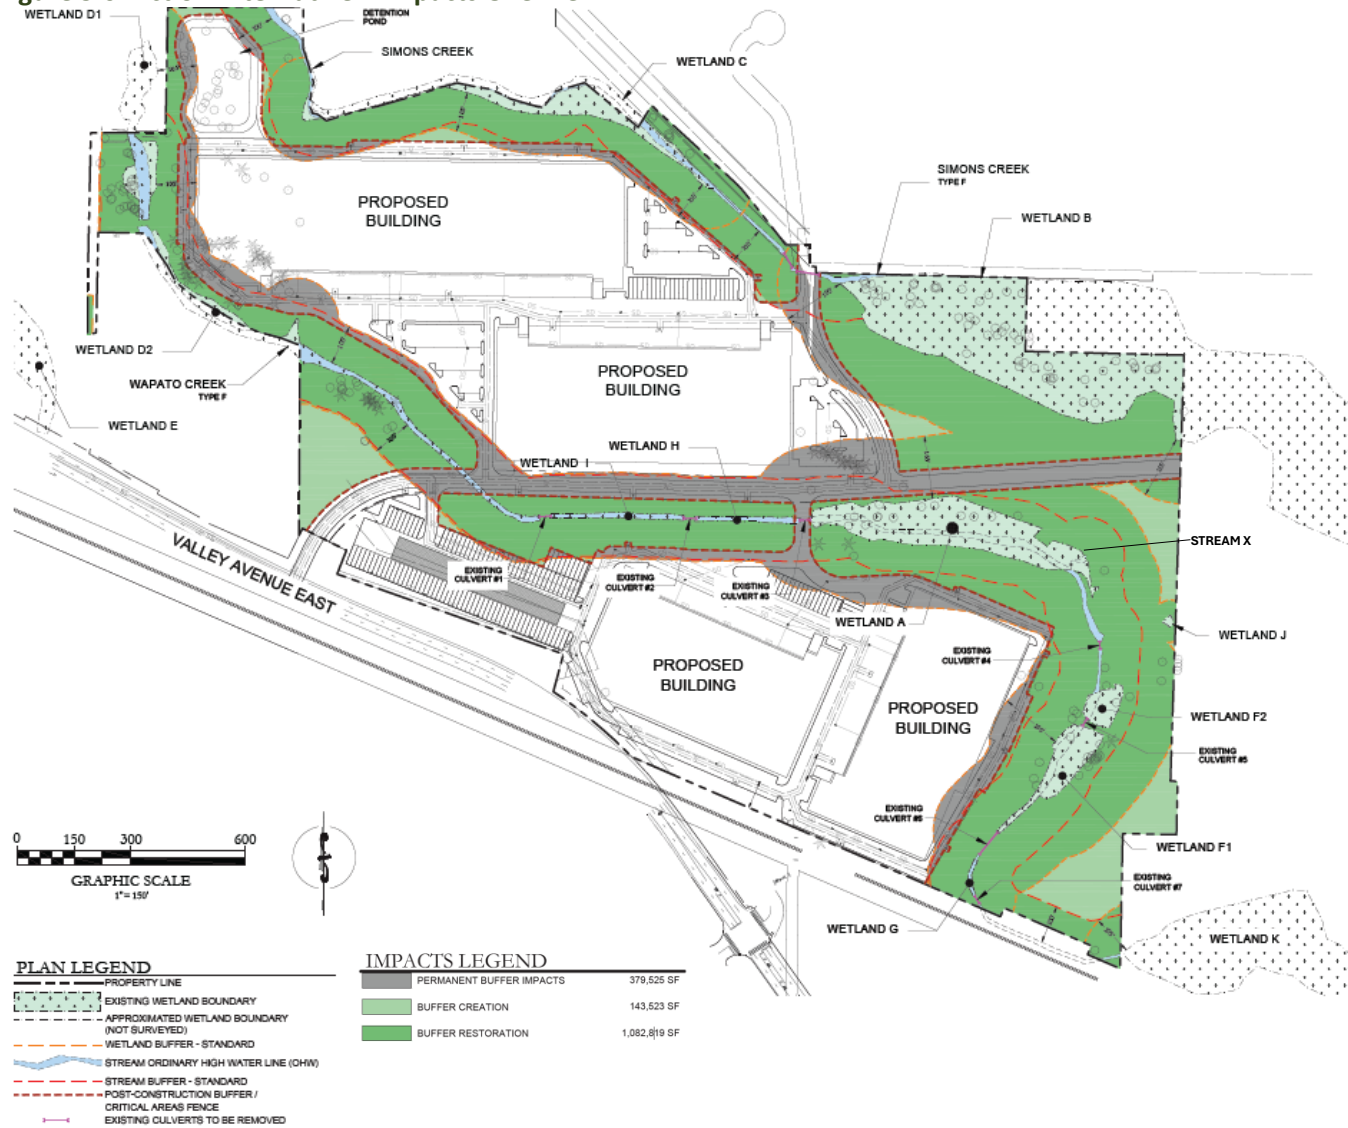 WETLAND D1
DETENTION
POND
SIMONS CREEK
WETLAND C
SIMONS CREEK
TYPE F
WETLAND B
PROPOSED
BUILDING
WETLAND D2
WAPATO CREEK
TYPE F
WETLAND E
PROPOSED
BUILDING
WETLAND H
WETLAND I
STREAM X
VALLEY AVENUE EAST
EXISTING
CULVERT #1
EXISTING
CULVERT #2
EXISTING
CULVERT #3
WETLAND A
EXISTING
CULVERT #4
WETLAND J
PROPOSED
BUILDING
PROPOSED
BUILDING
WETLAND F2
EXISTING
CULVERT #5
EXISTING
CULVERT #6
WETLAND F1
EXISTING
CULVERT #7
WETLAND G
WETLAND K
0 150 300 600
GRAPHIC SCALE
1"= 150'
PLAN LEGEND
PROPERTY LINE
EXISTING WETLAND BOUNDARY
APPROXIMATED WETLAND BOUNDARY
(NOT SURVEYED)
WETLAND BUFFER - STANDARD
STREAM ORDINARY HIGH WATER LINE (OHW)
STREAM BUFFER - STANDARD
POST-CONSTRUCTION BUFFER /
CRITICAL AREAS FENCE
EXISTING CULVERTS TO BE REMOVED
IMPACTS LEGEND
PERMANENT BUFFER IMPACTS 379,525 SF
BUFFER CREATION 143,523 SF
BUFFER RESTORATION 1,082,819 SF